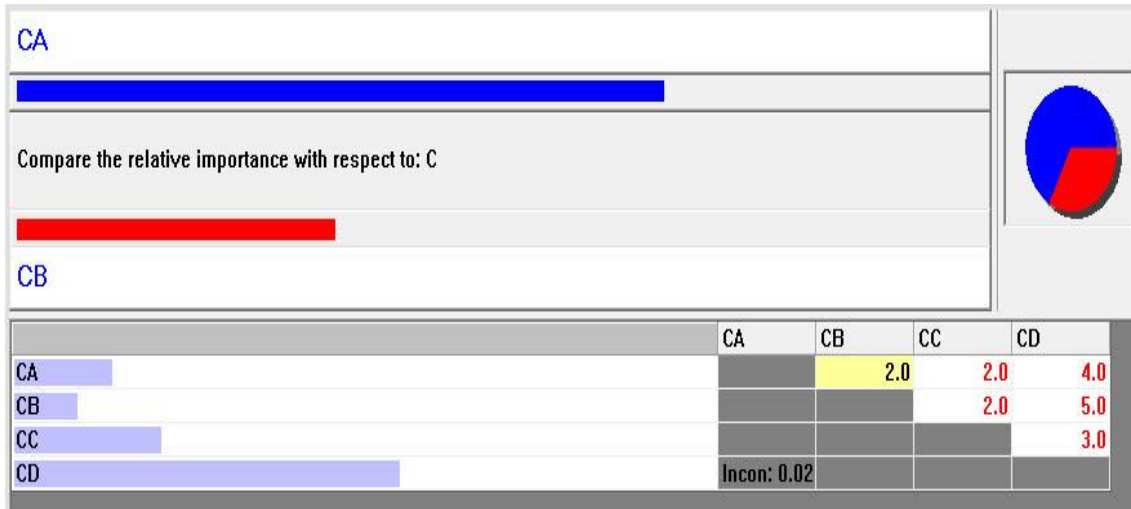 CA
Compare the relative importance with respect to: C
CB
CA CB CC CD
CA 2.0 2.0 4.0
CB 2.0 5.0
CC 3.0
CD Incon: 0.02